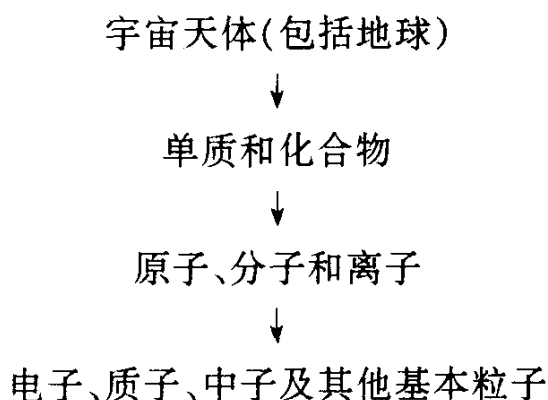 宇宙天体(包括地球)
↓
单质和化合物
↓
原子、分子和离子
↓
电子、质子、中子及其他基本粒子